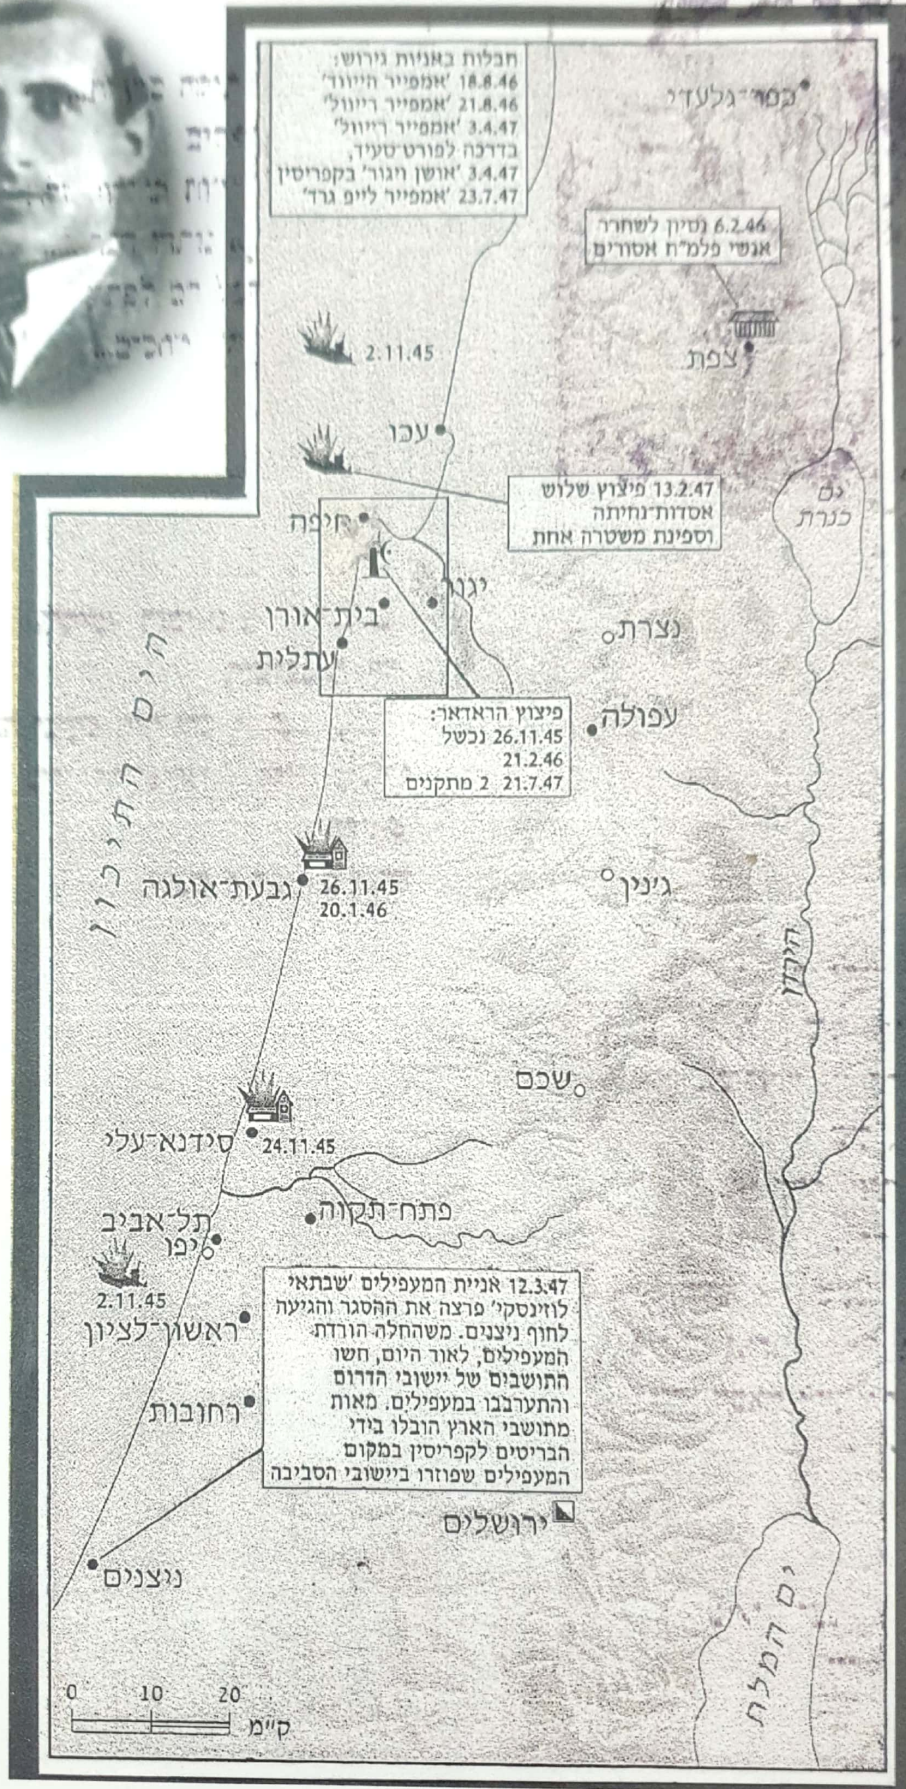 חבלות באניות גירוש:
18.8.46 'אמפייר הייווד'
21.8.46 'אמפייר רייוול'
3.4.47 'אמפייר רייוול'
בדרכה לפורט-סעיד,
3.4.47 'אושן ויגור' בקפריסין
23.7.47 'אמפייר לייפ גרד'
כפר-גלעדי
6.2.46 נסיון לשחרר
אנשי פלמ"ח אסורים
צפת
2.11.45
עכו
13.2.47 פיצוץ שלוש
אסדות-נחיתה
וספינת משטרה אחת
ים
כנרת
חיפה
יגור
בית-אורן
עתלית
נצרת
עפולה
פיצוץ הראדאר:
26.11.45 נכשל
21.2.46
21.7.47 2 מתקנים
הים התיכון
גבעת-אולגה
26.11.45
20.1.46
ג'נין
הירדן
שכם
סידנא-עלי
24.11.45
פתח-תקוה
תל-אביב
יפו
2.11.45
ראשון-לציון
רחובות
12.3.47 אניית המעפילים 'שבתאי
לוזינסקי' פרצה את ההסגר והגיעה
לחוף ניצנים. משהחלה הורדת
המעפילים, לאור היום, חשו
התושבים של יישובי הדרום
והתערבבו במעפילים. מאות
מתושבי הארץ הובלו בידי
הבריטים לקפריסין במקום
המעפילים שפוזרו ביישובי הסביבה
ירושלים
ניצנים
ים המלח
0 10 20
ק"מ